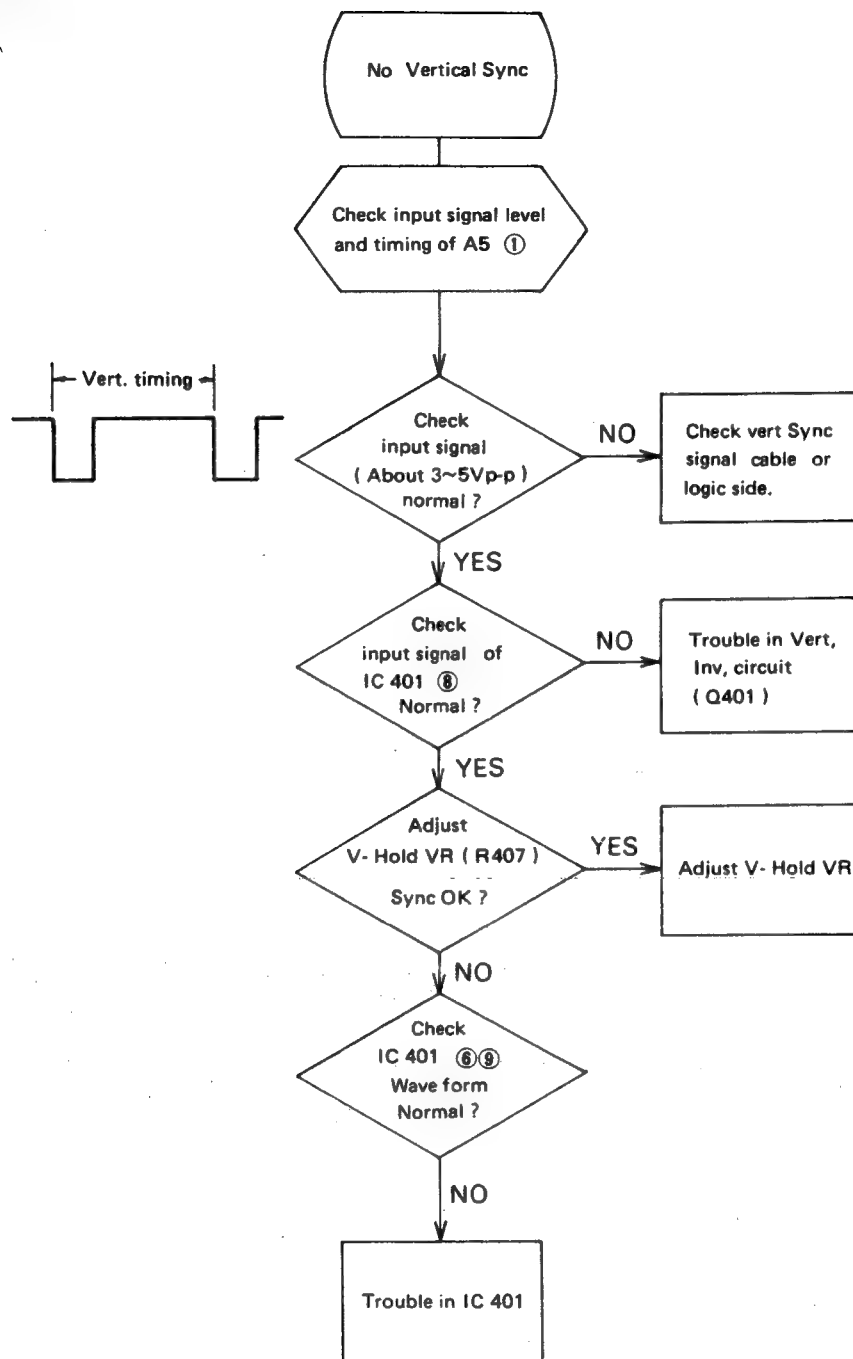 No Vertical Sync
Check input signal level
and timing of A5 ①
Vert. timing
Check
input signal
( About 3~5Vp-p )
normal ?
NO
Check vert Sync
signal cable or
logic side.
YES
Check
input signal of
IC 401 ⑧
Normal ?
NO
Trouble in Vert,
Inv, circuit
( Q401 )
YES
Adjust
V- Hold VR ( R407 )
Sync OK ?
YES
Adjust V- Hold VR
NO
Check
IC 401 ⑥⑨
Wave form
Normal ?
NO
Trouble in IC 401